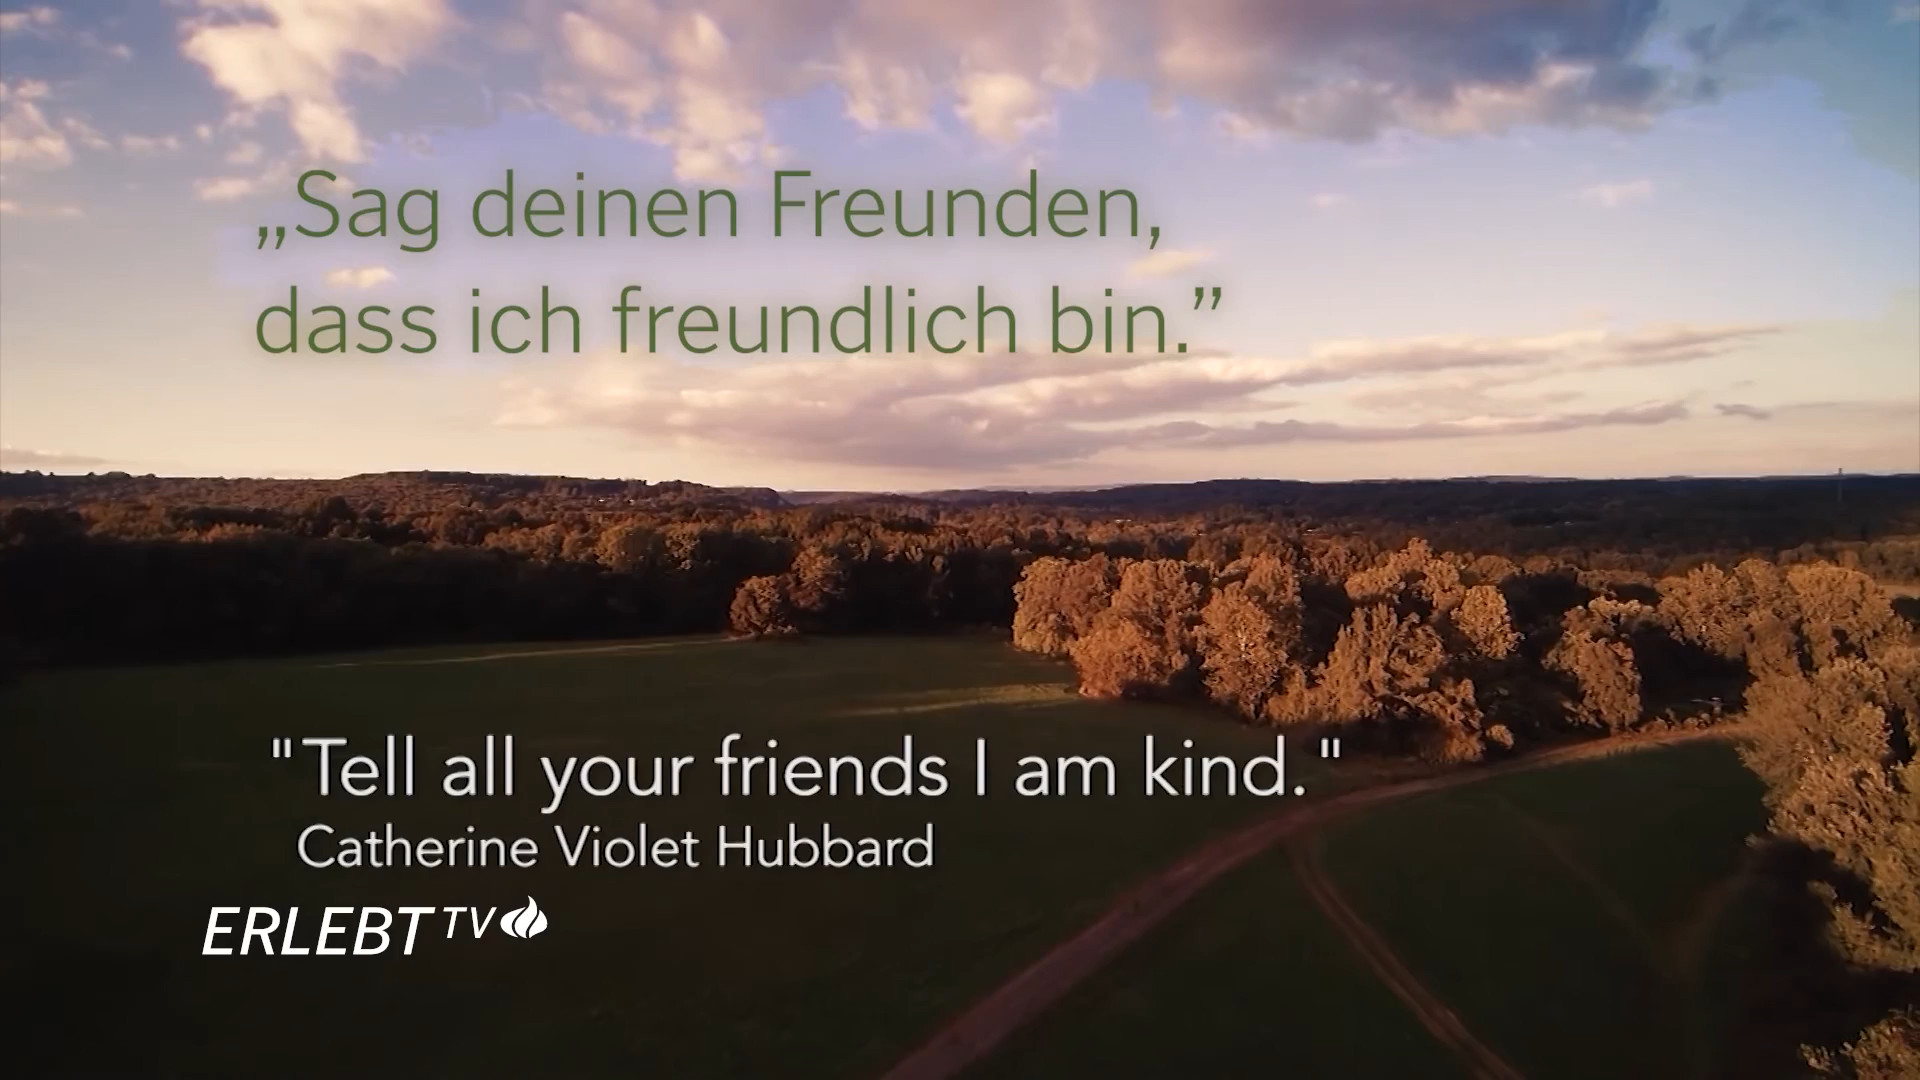 „Sag deinen Freunden,
dass ich freundlich bin.”
"Tell all your friends I am kind."
Catherine Violet Hubbard
ERLEBT TV